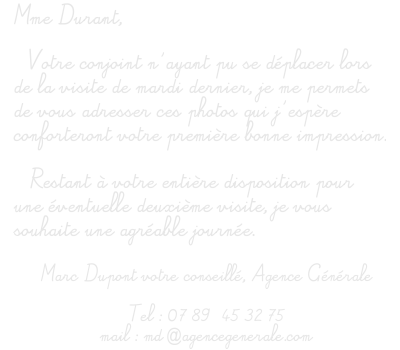 Mme Durant,
Votre conjoint n'ayant pu se déplacer lors
de la visite de mardi dernier, je me permets
de vous adresser ces photos qui j'espère
conforteront votre première bonne impression.
Restant à votre entière disposition pour
une éventuelle deuxième visite, je vous
souhaite une agréable journée.
Marc Dupont votre conseillé, Agence Générale
Tel : 07 89 45 32 75
mail : md@agencegenerale.com